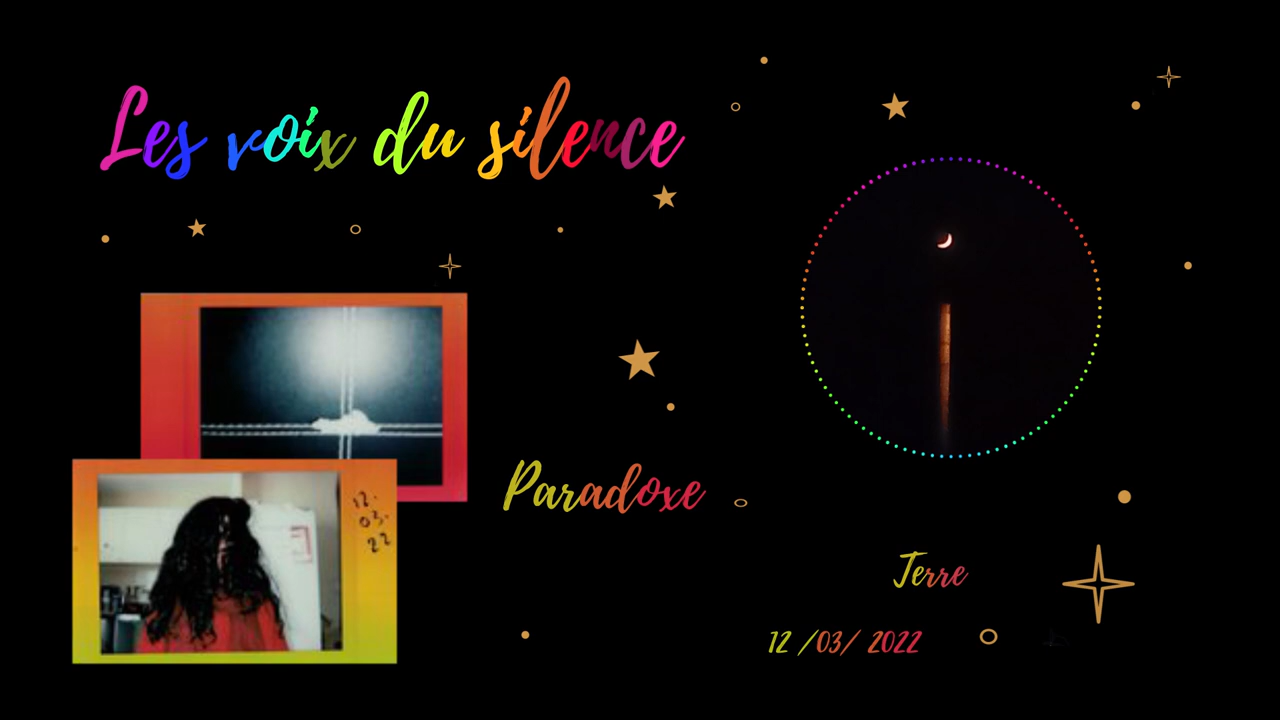 Les voix du silence
12.
03.
22
Paradoxe
Terre
12 /03/ 2022